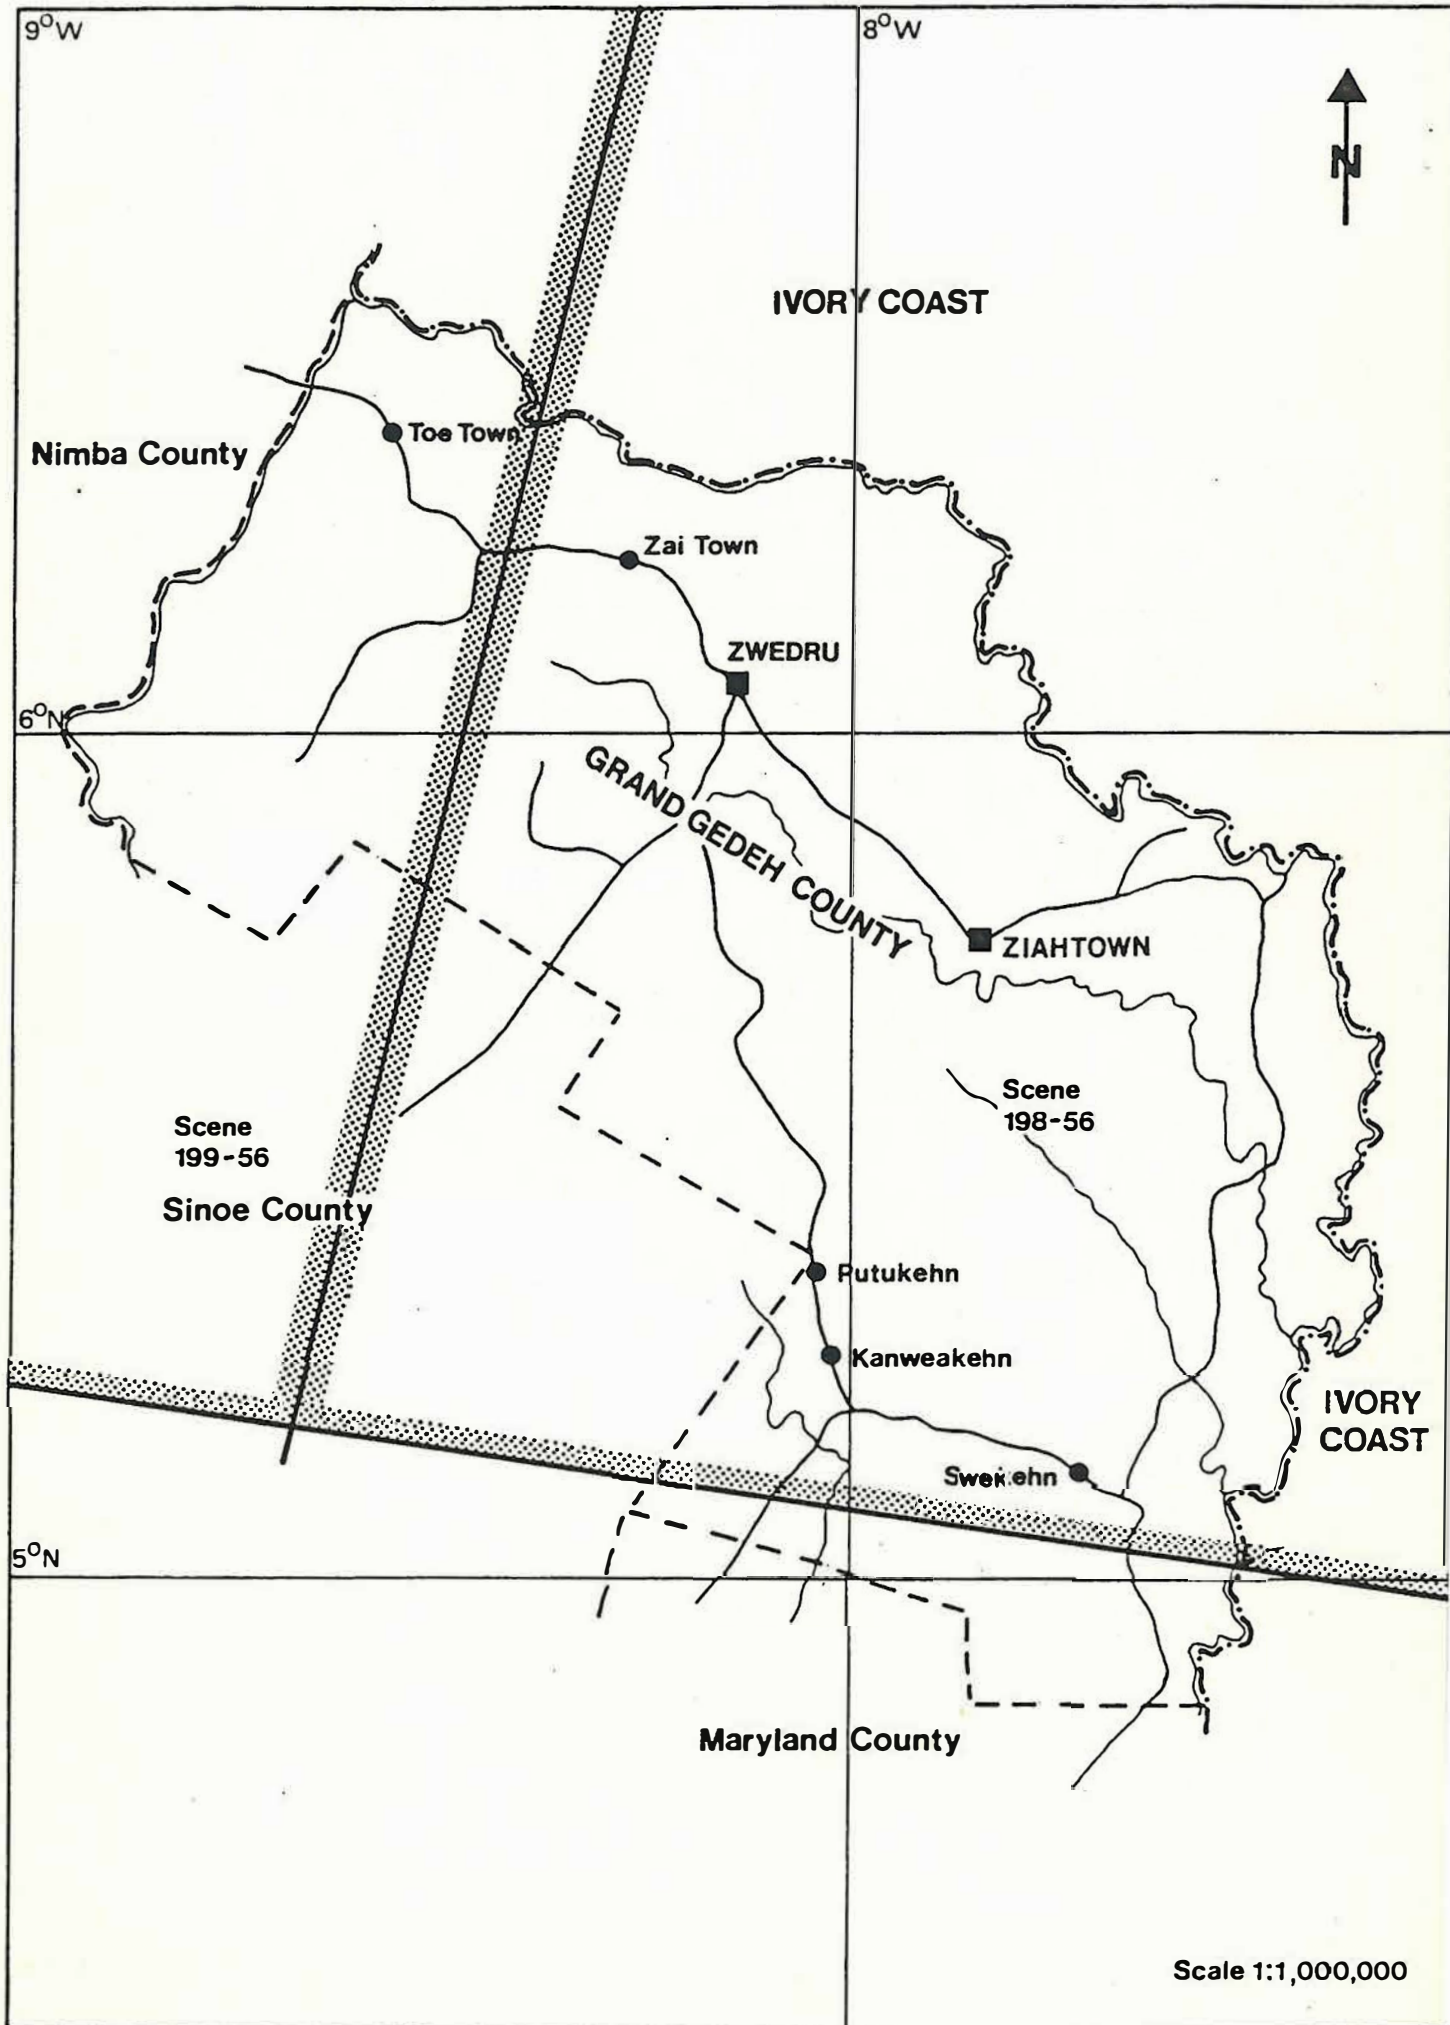 9°W
8°W
N
IVORY COAST
Nimba County
Toe Town
Zai Town
ZWEDRU
6°N
GRAND GEDEH COUNTY
ZIAHTOWN
Scene
198-56
Scene
199-56
Sinoe County
Putukehn
Kanweakehn
IVORY
COAST
5°N
Maryland County
Scale 1:1,000,000